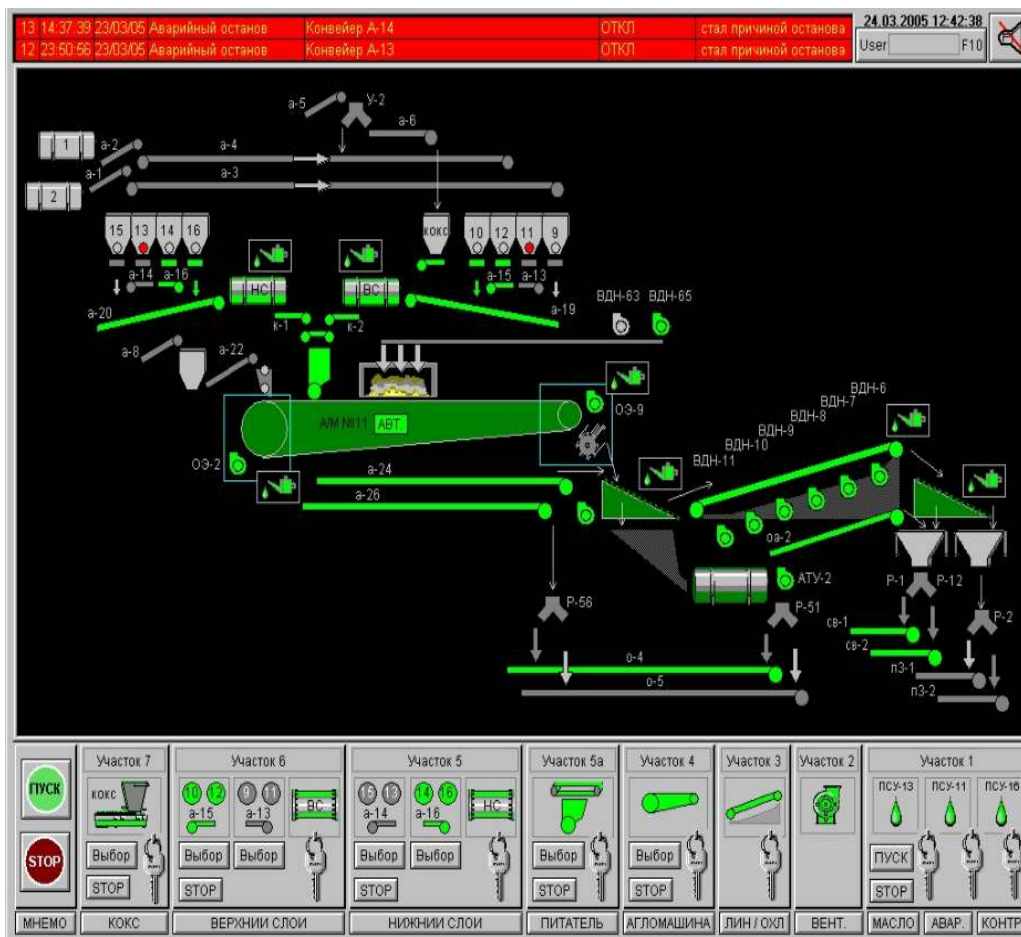 13 14:37:39 23/03/05 Аварийный останов Конвейер А-14 ОТКЛ стал причиной останова
12 23:50:56 23/03/05 Аварийный останов Конвейер А-13 ОТКЛ стал причиной останова
24.03.2005 12:42:38
User F10
а-5 У-2
а-6
1 а-2 а-4
2 а-1 а-3
15 13 14 16 КОКС 10 12 11 9
а-14 а-16 а-15 а-13
НС ВС
а-20 а-19 ВДН-63 ВДН-65
к-1 к-2
а-8 а-22
А/М №11 АВТ.
ОЭ-9
ОЭ-2
ВДН-6
ВДН-7
ВДН-8
ВДН-9
ВДН-10
ВДН-11
а-24
а-26
оа-2
АТУ-2
Р-1 Р-12
Р-56 Р-51 Р-2
св-1
св-2
о-4 п3-1
о-5 п3-2
Участок 7 Участок 6 Участок 5 Участок 5а Участок 4 Участок 3 Участок 2 Участок 1
ПУСК
кокс 10 12 9 11 ВС 15 13 14 16 НС ПСУ-13 ПСУ-11 ПСУ-16
а-15 а-13 а-14 а-16
STOP
Выбор Выбор Выбор Выбор Выбор Выбор Выбор ПУСК
STOP STOP STOP STOP STOP STOP
МНЕМО КОКС ВЕРХНИЙ СЛОЙ НИЖНИЙ СЛОЙ ПИТАТЕЛЬ АГЛОМАШИНА ЛИН / ОХЛ ВЕНТ. МАСЛО АВАР. КОНТР